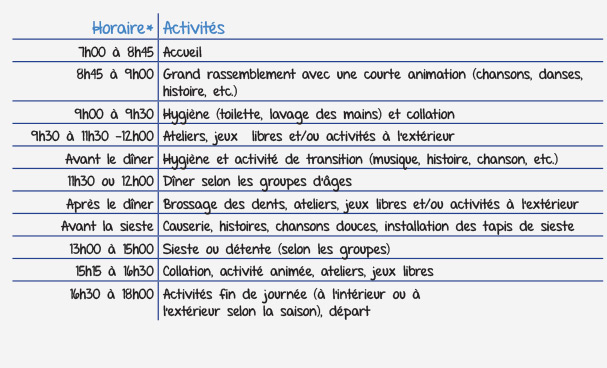 Horaire* Activités
7h00 à 8h45 Accueil
8h45 à 9h00 Grand rassemblement avec une courte animation (chansons, danses,
histoire, etc.)
9h00 à 9h30 Hygiène (toilette, lavage des mains) et collation
9h30 à 11h30 -12h00 Ateliers, jeux libres et/ou activités à l'extérieur
Avant le dîner Hygiène et activité de transition (musique, histoire, chanson, etc.)
11h30 ou 12h00 Dîner selon les groupes d'âges
Après le dîner Brossage des dents, ateliers, jeux libres et/ou activités à l'extérieur
Avant la sieste Causerie, histoires, chansons douces, installation des tapis de sieste
13h00 à 15h00 Sieste ou détente (selon les groupes)
15h15 à 16h30 Collation, activité animée, ateliers, jeux libres
16h30 à 18h00 Activités fin de journée (à l'intérieur ou à
l'extérieur selon la saison), départ